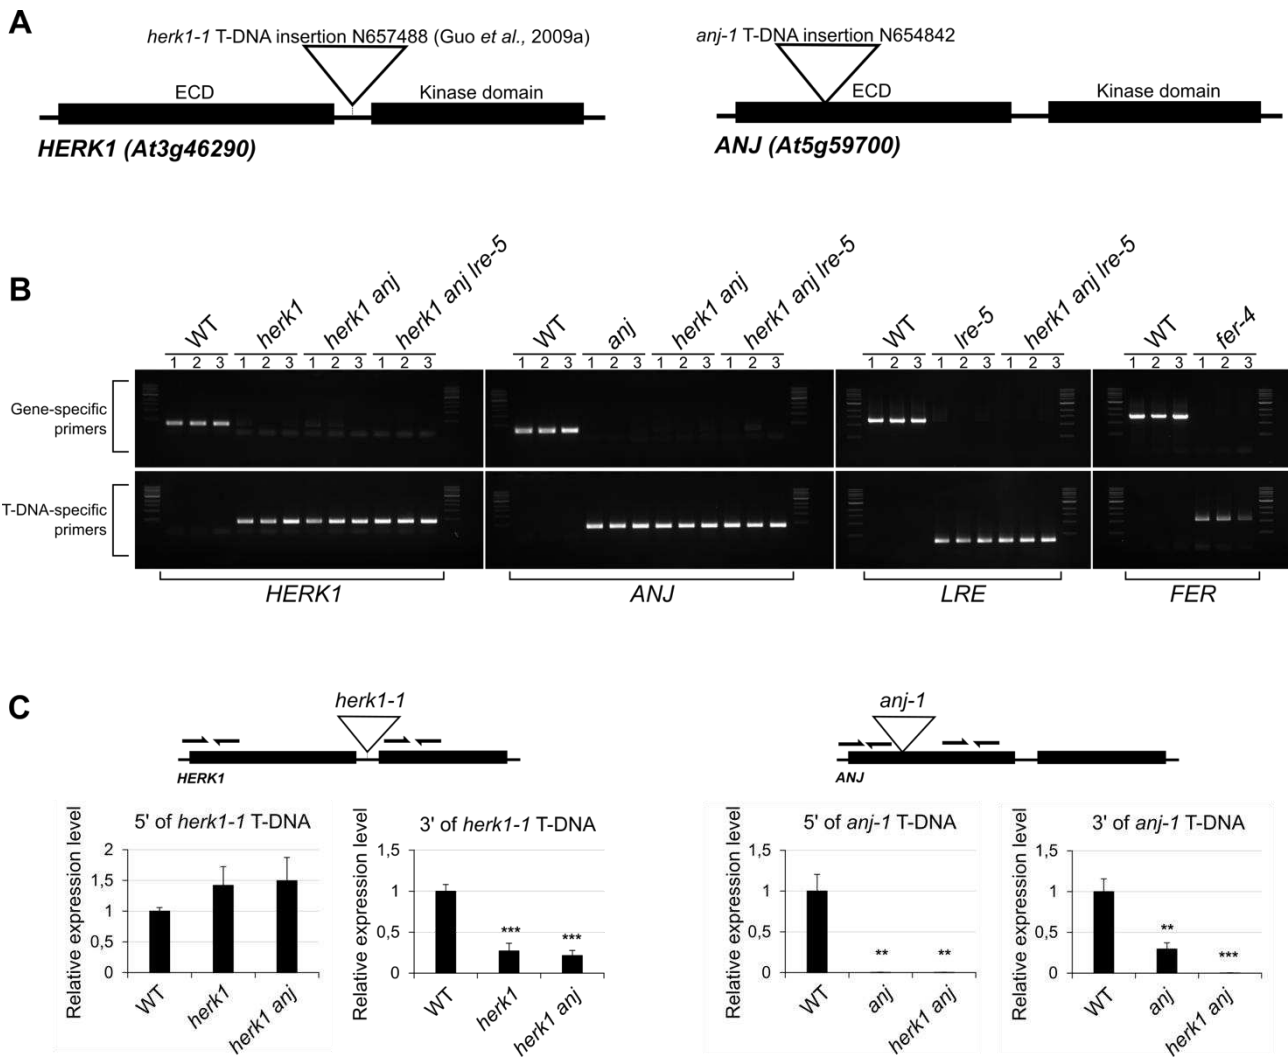 A
herk1-1 T-DNA insertion N657488 (Guo et al., 2009a)
ECD
Kinase domain
HERK1 (At3g46290)
anj-1 T-DNA insertion N654842
ECD
Kinase domain
ANJ (At5g59700)
B
WT
herk1
herk1 anj
herk1 anj lre-5
WT
anj
herk1 anj
herk1 anj lre-5
WT
lre-5
herk1 anj lre-5
WT
fer-4
1 2 3 1 2 3 1 2 3 1 2 3
1 2 3 1 2 3 1 2 3 1 2 3
1 2 3 1 2 3 1 2 3
1 2 3 1 2 3
Gene-specific
primers
T-DNA-specific
primers
HERK1
ANJ
LRE
FER
C
herk1-1
HERK1
anj-1
ANJ
Relative expression level
5' of herk1-1 T-DNA
2
1,5
1
0,5
0
WT
herk1
herk1 anj
Relative expression level
3' of herk1-1 T-DNA
1,5
1
0,5
0
***
***
WT
herk1
herk1 anj
Relative expression level
5' of anj-1 T-DNA
1,5
1
0,5
0
**
**
WT
anj
herk1 anj
Relative expression level
3' of anj-1 T-DNA
1,5
1
0,5
0
**
***
WT
anj
herk1 anj